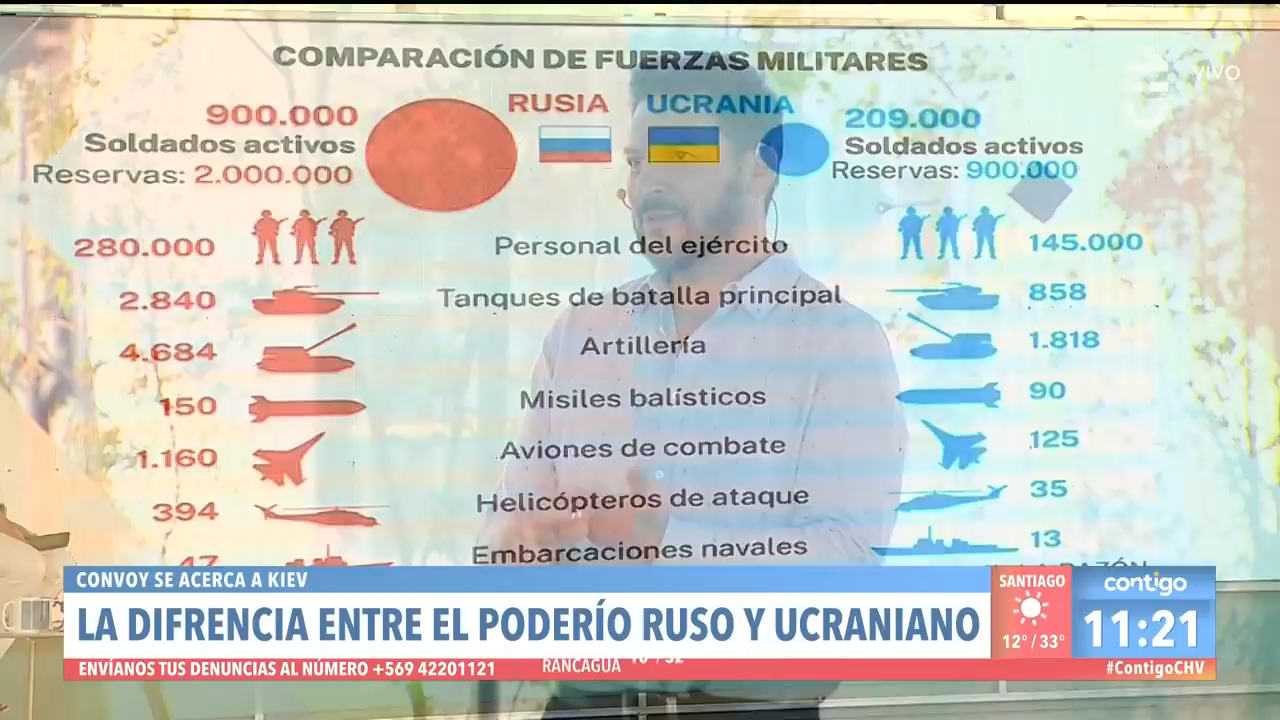 COMPARACIÓN DE FUERZAS MILITARES
VIVO
900.000
Soldados activos
Reservas: 2.000.000
RUSIA
UCRANIA
209.000
Soldados activos
Reservas: 900.000
280.000 Personal del ejército 145.000
2.840 Tanques de batalla principal 858
4.684 Artillería 1.818
150 Misiles balísticos 90
1.160 Aviones de combate 125
394 Helicópteros de ataque 35
47 Embarcaciones navales 13
LA RAZÓN
CONVOY SE ACERCA A KIEV
LA DIFRENCIA ENTRE EL PODERÍO RUSO Y UCRANIANO
SANTIAGO
12° / 33°
contigo
11:21
ENVÍANOS TUS DENUNCIAS AL NÚMERO +569 42201121
RANCAGUA
#ContigoCHV